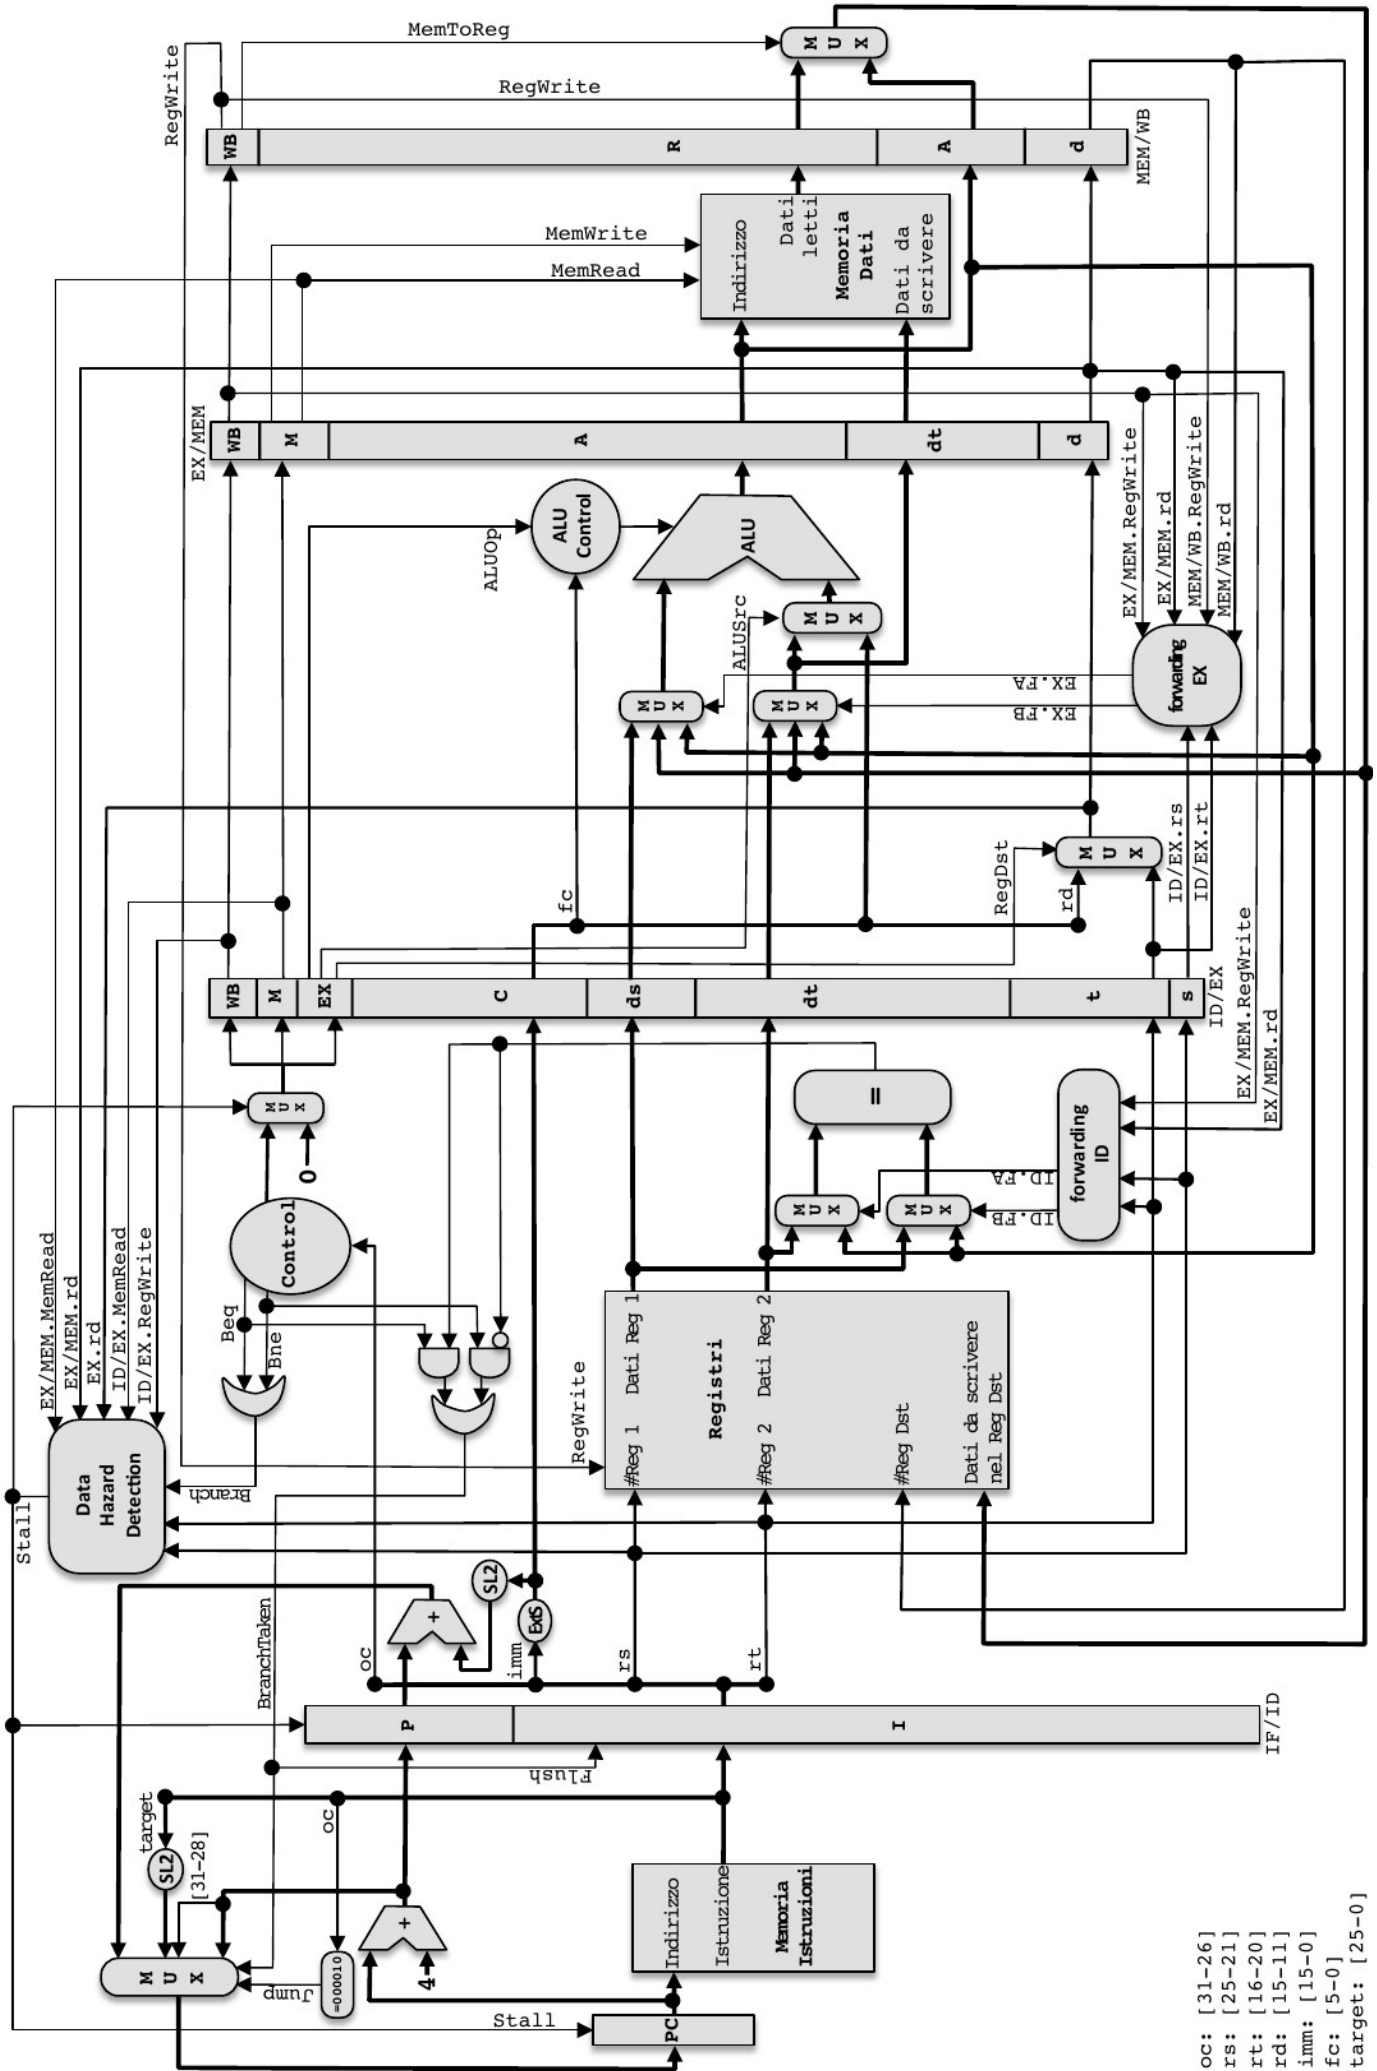 Stall
Data
Hazard
Detection
EX/MEM.MemRead
EX/MEM.rd
EX.rd
ID/EX.MemRead
ID/EX.RegWrite
Branch
RegWrite
M
U
X
target
SL2
[31-28]
Jump
=000010
oc
4
+
Stall
PC
Indirizzo
Istruzione
Memoria
Istruzioni
BranchTaken
Flush
P
I
IF/ID
+
SL2
ExtS
oc
imm
rs
rt
Beq
Bne
Control
0
M
U
X
RegWrite
#Reg 1
Dati Reg 1
Registri
#Reg 2
Dati Reg 2
#Reg Dst
Dati da scrivere
nel Reg Dst
M
U
X
M
U
X
=
ID.FA
ID.FB
forwarding
ID
EX/MEM.RegWrite
EX/MEM.rd
WB
M
EX
C
ds
dt
t
s
ID/EX
fc
RegDst
rd
M
U
X
ID/EX.rs
ID/EX.rt
M
U
X
M
U
X
ALUSrc
M
U
X
EX.FA
EX.FB
forwarding
EX
EX/MEM.RegWrite
EX/MEM.rd
MEM/WB.RegWrite
MEM/WB.rd
ALUOp
ALU
Control
ALU
EX/MEM
WB
M
A
dt
d
MemWrite
MemRead
Indirizzo
Dati
letti
Memoria
Dati
Dati da
scrivere
WB
R
A
d
MEM/WB
RegWrite
MemToReg
M
U
X
oc: [31-26]
rs: [25-21]
rt: [16-20]
rd: [15-11]
imm: [15-0]
fc: [5-0]
target: [25-0]